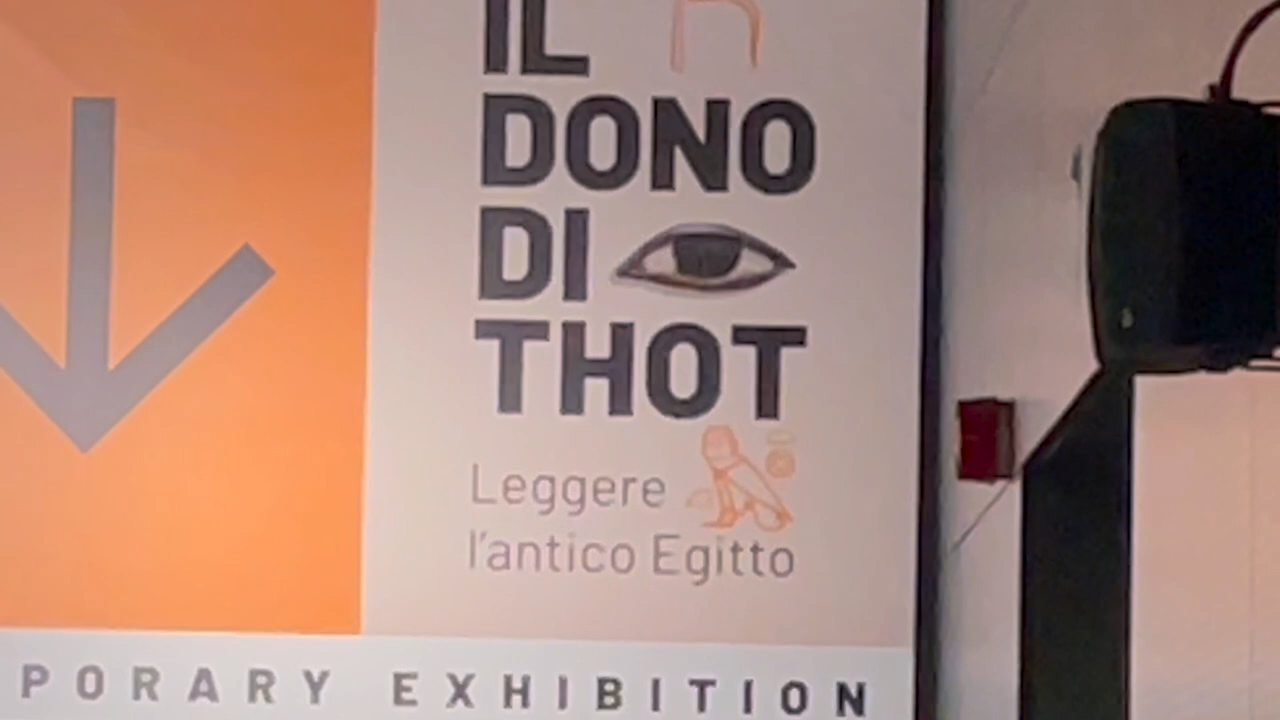 IL
DONO
DI
THOT
Leggere
l'antico Egitto
PORARY EXHIBITION